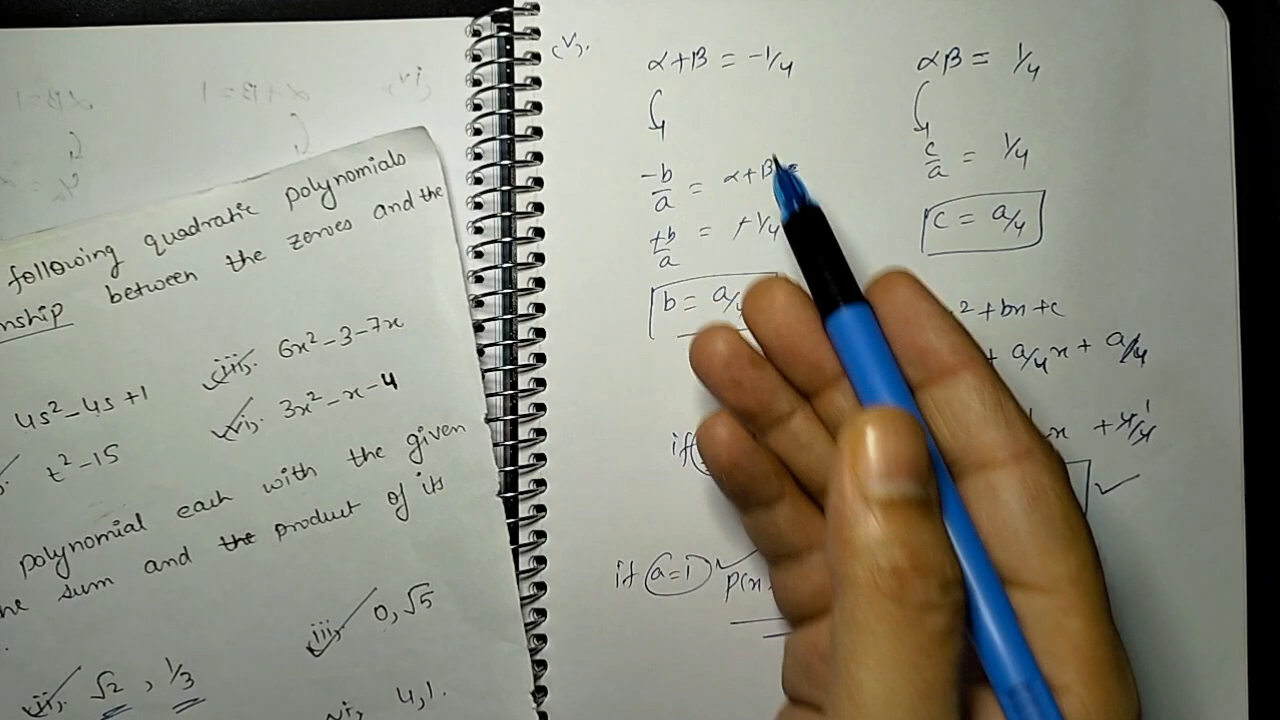 following quadratic polynomials
between the zeroes and the
4s²-4s+1
iii). 6x²-3-7x
t²-15
vi). 3x²-x-4
polynomial each with the given
sum and the product of its
ii). √2, 1/3
iii) 0, √5
vi, 4,1.
(v).
α+β = -1/4
αβ = 1/4
-b/a = α+β =
c/a = 1/4
+b/a = +1/4
c = a/4
b = a/
2+bx+c
+ a/4 x + a/4
if
x + 4/4 1
if (a=1)